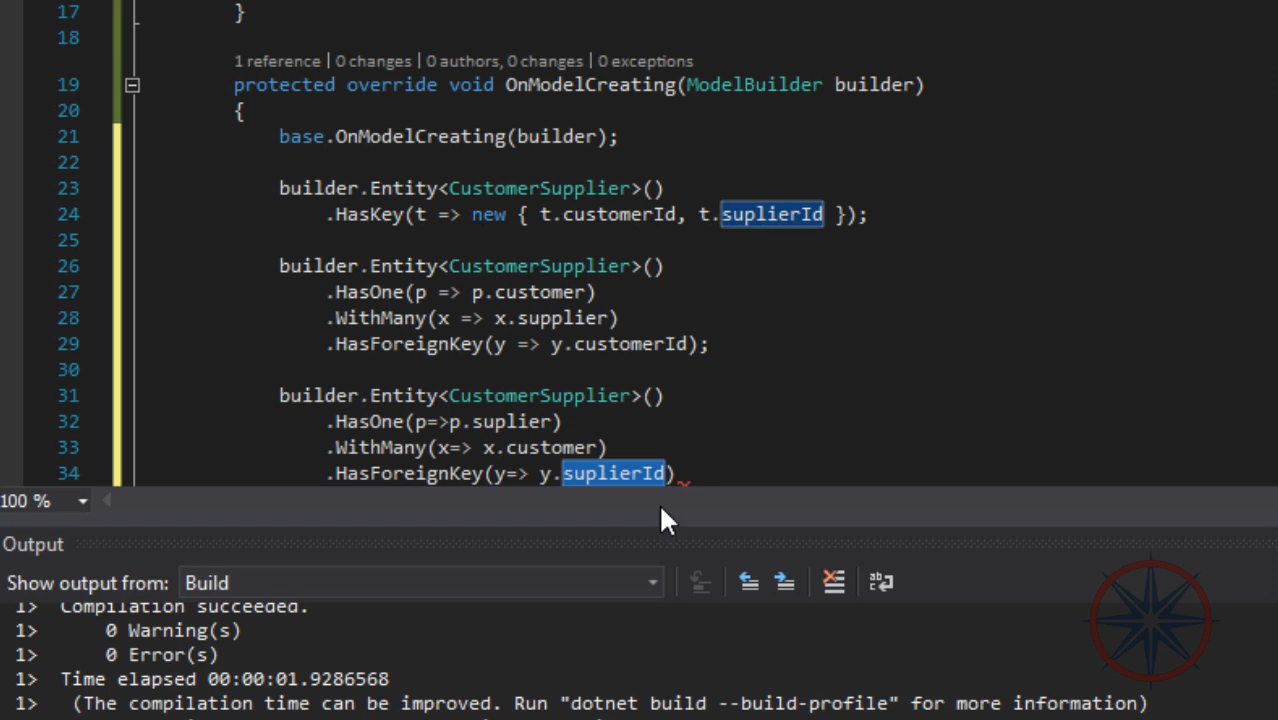 17 }
18
1 reference | 0 changes | 0 authors, 0 changes | 0 exceptions
19 protected override void OnModelCreating(ModelBuilder builder)
20 {
21 base.OnModelCreating(builder);
22
23 builder.Entity<CustomerSupplier>()
24 .HasKey(t => new { t.customerId, t.suplierId });
25
26 builder.Entity<CustomerSupplier>()
27 .HasOne(p => p.customer)
28 .WithMany(x => x.supplier)
29 .HasForeignKey(y => y.customerId);
30
31 builder.Entity<CustomerSupplier>()
32 .HasOne(p=>p.suplier)
33 .WithMany(x=> x.customer)
34 .HasForeignKey(y=> y.suplierId)
100 %
Output
Show output from: Build
1> Compilation succeeded.
1> 0 Warning(s)
1> 0 Error(s)
1> Time elapsed 00:00:01.9286568
1> (The compilation time can be improved. Run "dotnet build --build-profile" for more information)